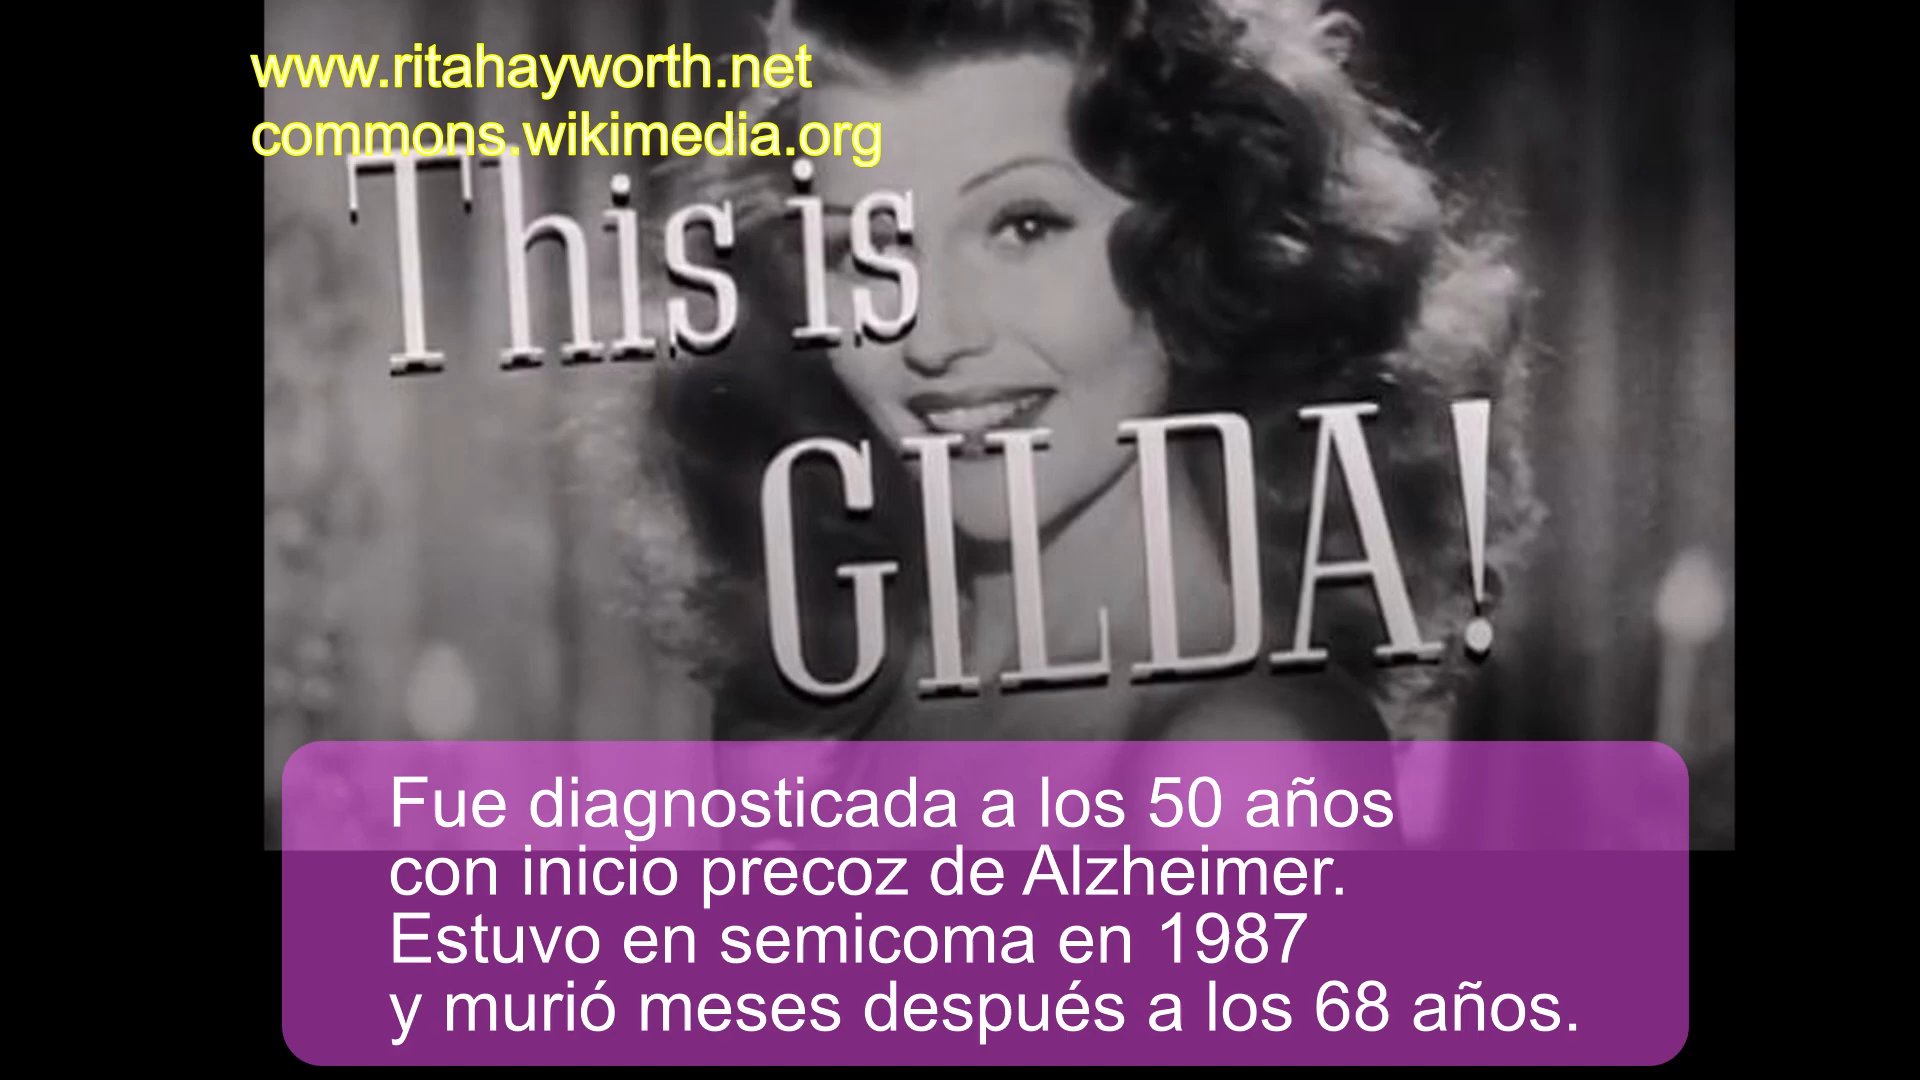 www.ritahayworth.net
commons.wikimedia.org
This is
GILDA!
Fue diagnosticada a los 50 años
con inicio precoz de Alzheimer.
Estuvo en semicoma en 1987
y murió meses después a los 68 años.